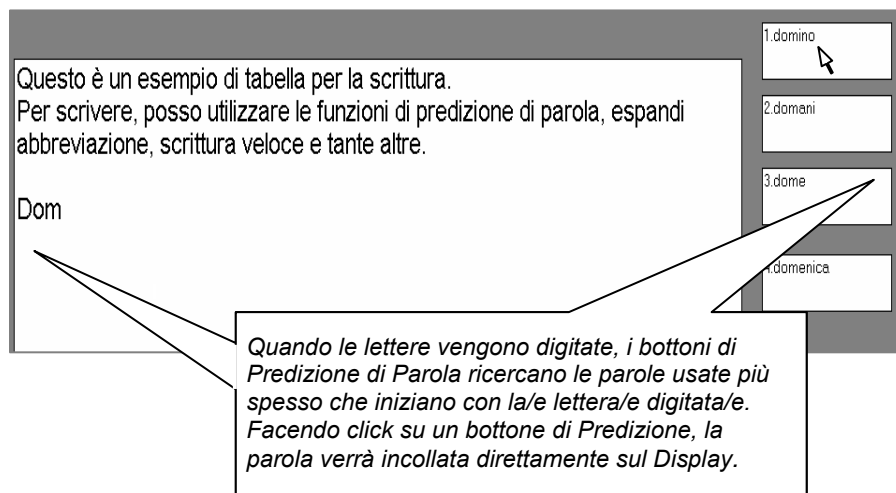 Questo è un esempio di tabella per la scrittura.
Per scrivere, posso utilizzare le funzioni di predizione di parola, espandi
abbreviazione, scrittura veloce e tante altre.
Dom
1.domino
2.domani
3.dome
4.domenica
Quando le lettere vengono digitate, i bottoni di
Predizione di Parola ricercano le parole usate più
spesso che iniziano con la/e lettera/e digitata/e.
Facendo click su un bottone di Predizione, la
parola verrà incollata direttamente sul Display.